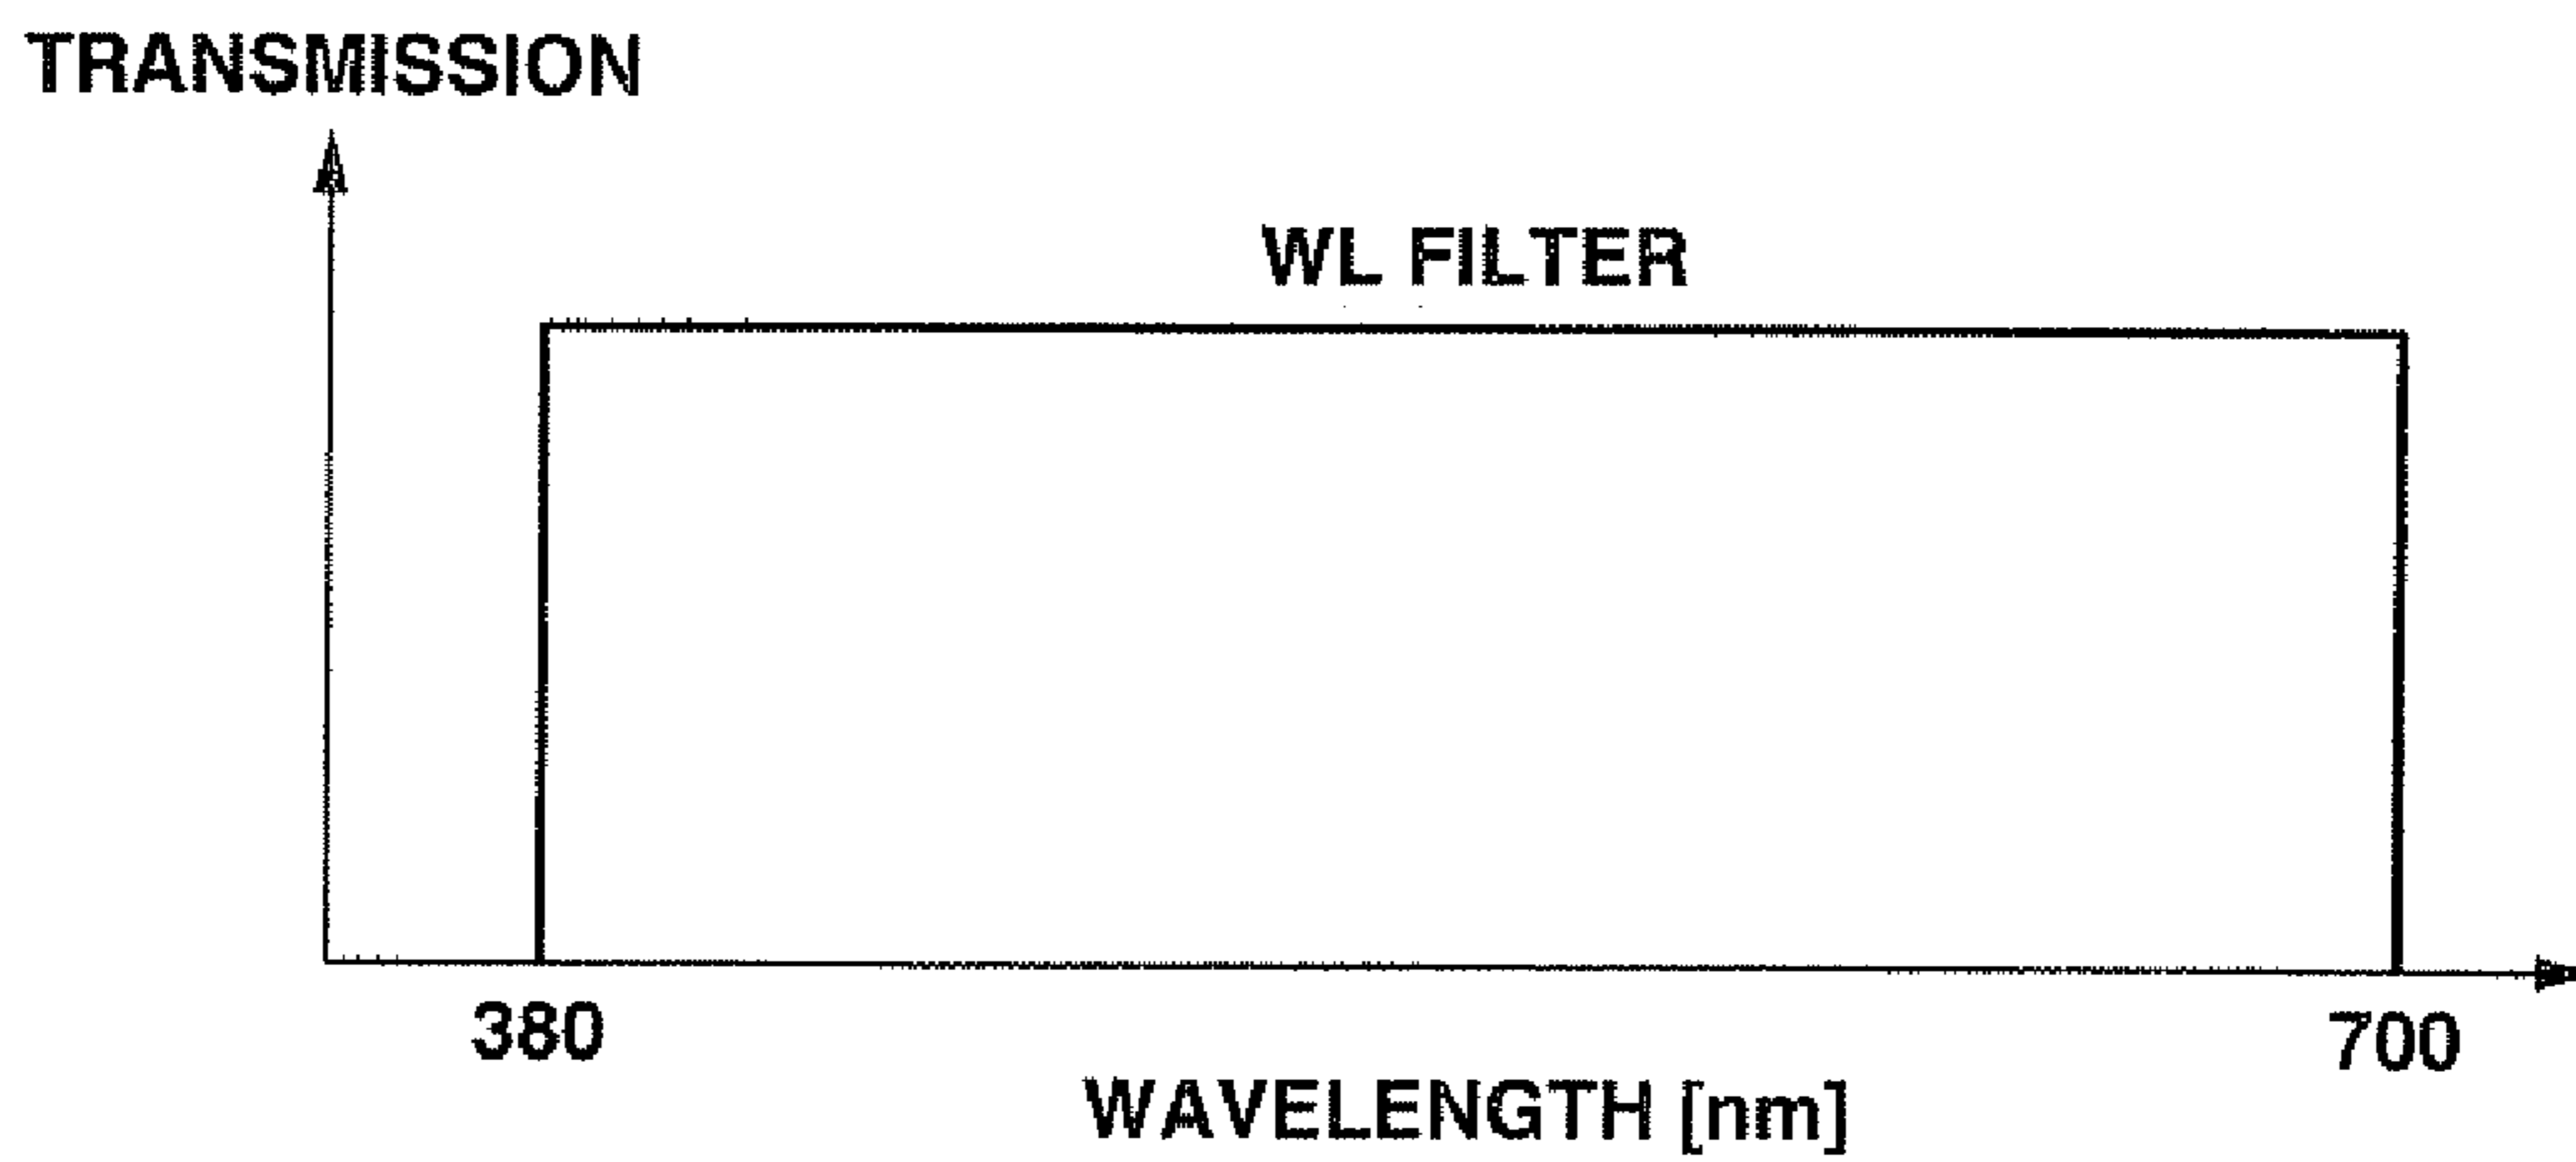 TRANSMISSION
WL FILTER
380
700
WAVELENGTH [nm]